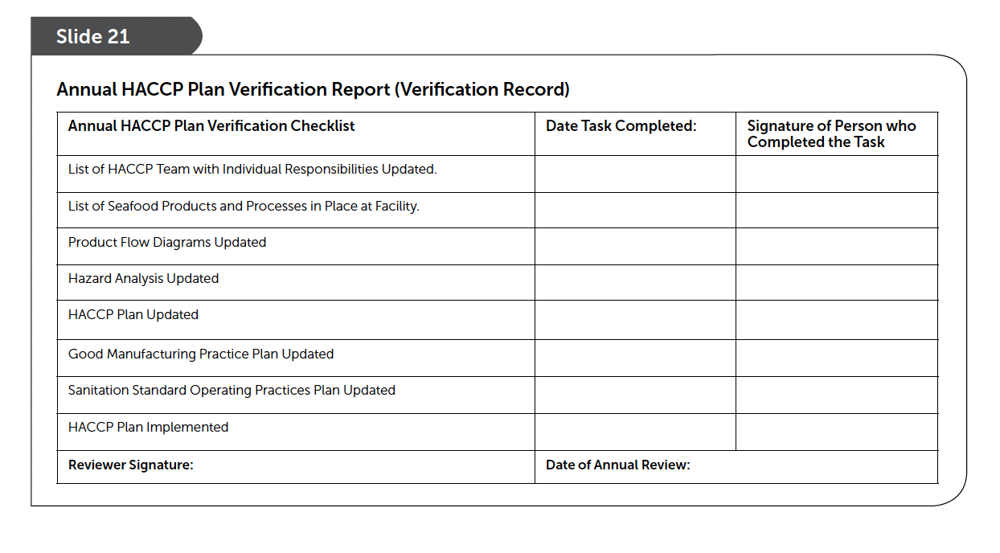 Slide 21
Annual HACCP Plan Verification Report (Verification Record)
Annual HACCP Plan Verification Checklist
Date Task Completed:
Signature of Person who
Completed the Task
List of HACCP Team with Individual Responsibilities Updated.
List of Seafood Products and Processes in Place at Facility.
Product Flow Diagrams Updated
Hazard Analysis Updated
HACCP Plan Updated
Good Manufacturing Practice Plan Updated
Sanitation Standard Operating Practices Plan Updated
HACCP Plan Implemented
Reviewer Signature:
Date of Annual Review: